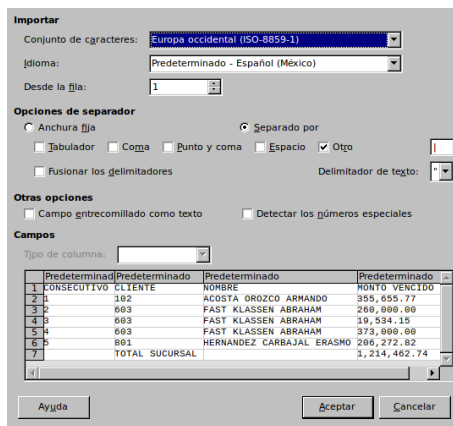 Importar
Conjunto de caracteres: Europa occidental (ISO-8859-1)
Idioma: Predeterminado - Español (México)
Desde la fila: 1
Opciones de separador
Anchura fija Separado por
Tabulador Coma Punto y coma Espacio Otro |
Fusionar los delimitadores Delimitador de texto: "
Otras opciones
Campo entrecomillado como texto Detectar los números especiales
Campos
Tipo de columna:
Predeterminad Predeterminado Predeterminado Predeterminado
1 CONSECUTIVO CLIENTE NOMBRE MONTO VENCIDO
2 1 102 ACOSTA OROZCO ARMANDO 355,655.77
3 2 603 FAST KLASSEN ABRAHAM 260,000.00
4 3 603 FAST KLASSEN ABRAHAM 19,534.15
5 4 603 FAST KLASSEN ABRAHAM 373,000.00
6 5 801 HERNANDEZ CARBAJAL ERASMO 206,272.82
7 TOTAL SUCURSAL 1,214,462.74
Ayuda Aceptar Cancelar